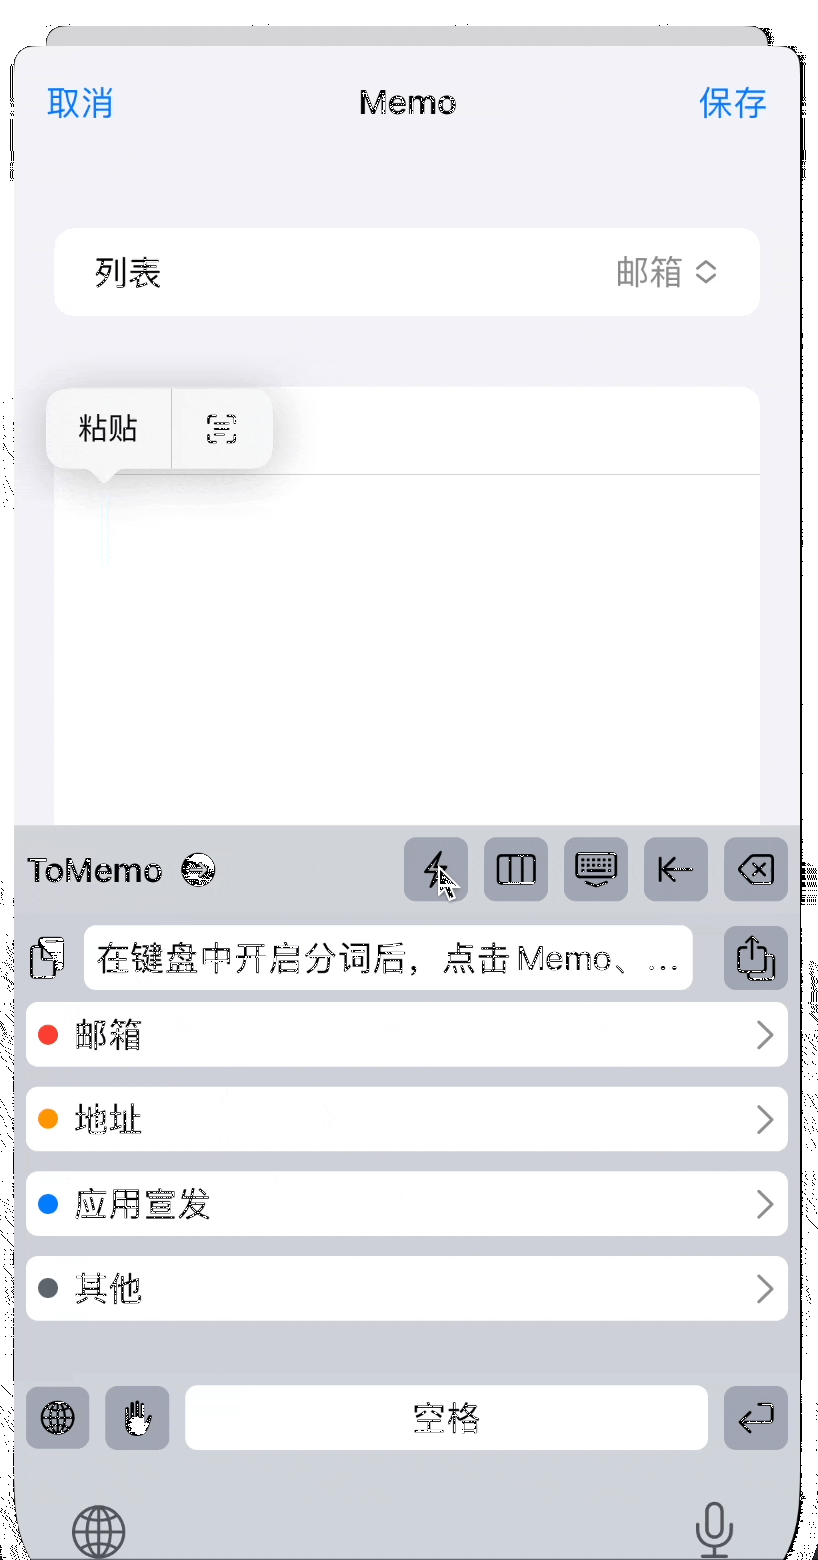 取消 Memo 保存
列表 邮箱
粘贴
ToMemo
在键盘中开启分词后，点击 Memo、...
邮箱
地址
应用宣发
其他
空格